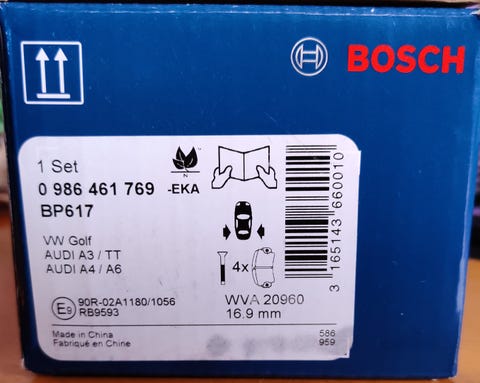 BOSCH
1 Set
N
0 986 461 769 -EKA
BP617
VW Golf
AUDI A3 / TT
AUDI A4 / A6
4x
E9 90R-02A1180/1056
RB9593
WVA 20960
16.9 mm
Made in China
Fabriqué en Chine
586
959
3 165143 660010